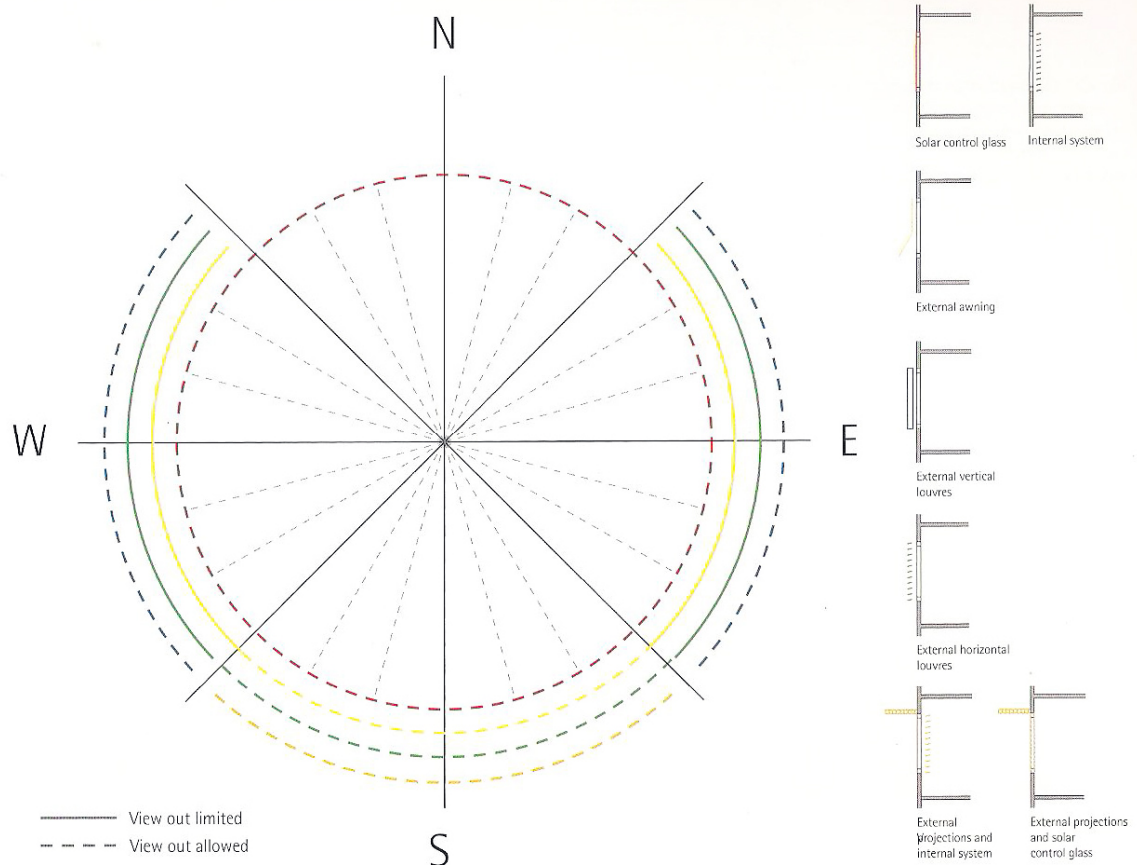 N
W
E
S
View out limited
View out allowed
Solar control glass
Internal system
External awning
External vertical
louvres
External horizontal
louvres
External
projections and
internal system
External projections
and solar
control glass